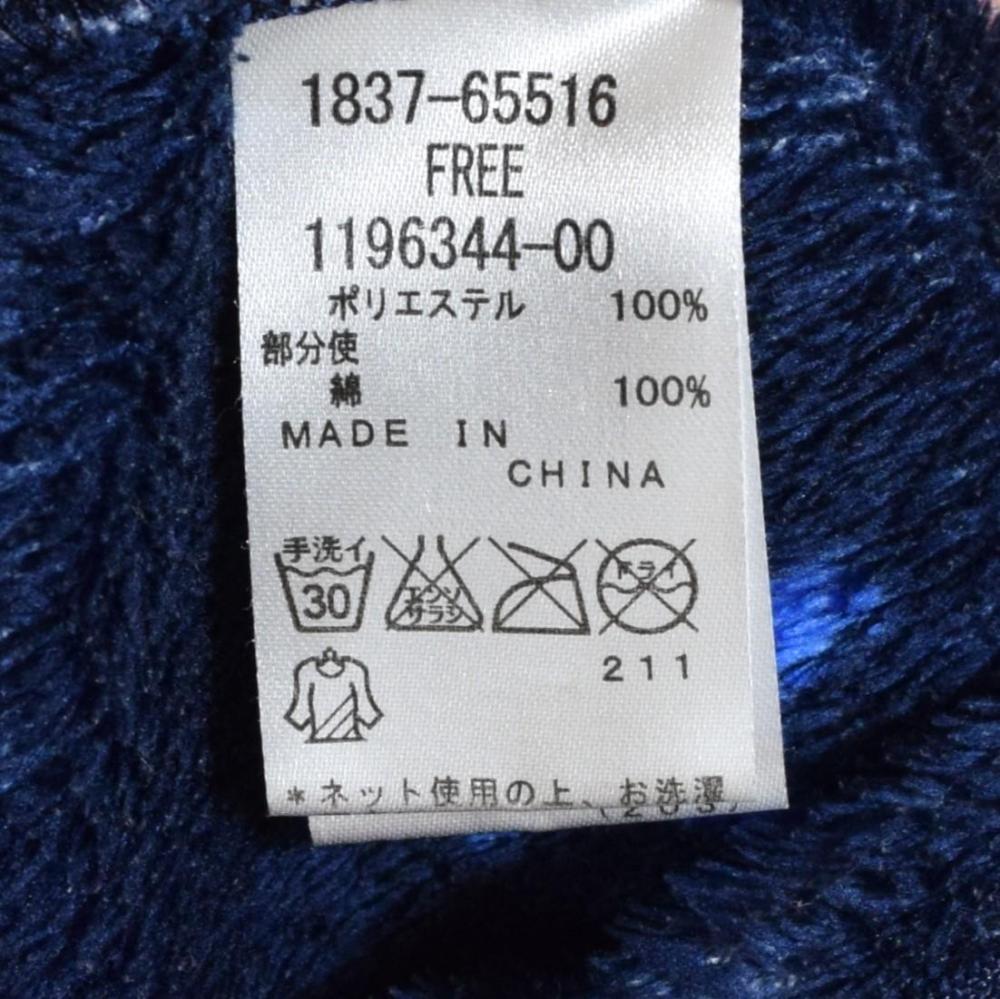 1837-65516
FREE
1196344-00
ポリエステル 100%
部分使
綿 100%
MADE IN
CHINA
手洗イ
30
エンソ
サラシ
ドライ
211
*ネット使用の上、お洗濯